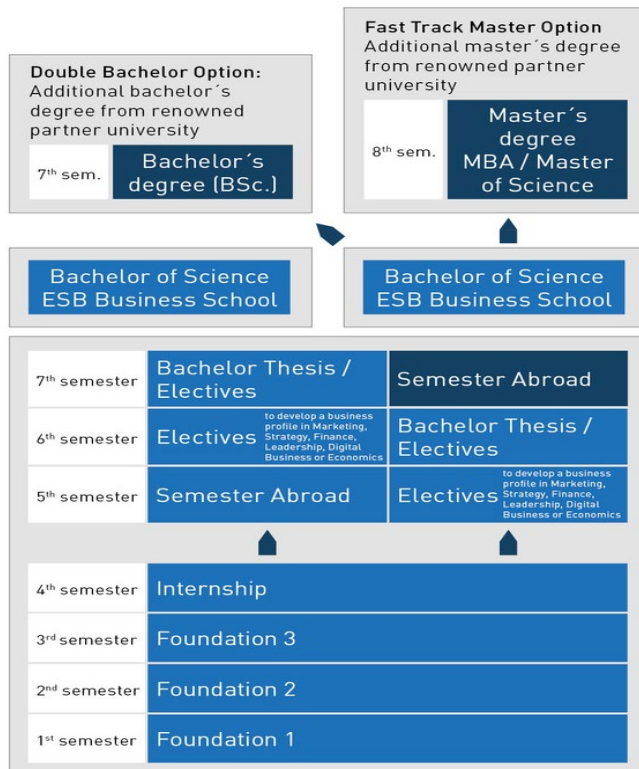 Double Bachelor Option:
Additional bachelor´s
degree from renowned
partner university
7th sem.
Bachelor´s
degree (BSc.)
Fast Track Master Option
Additional master´s degree
from renowned partner
university
8th sem.
Master´s
degree
MBA / Master
of Science
Bachelor of Science
ESB Business School
Bachelor of Science
ESB Business School
7th semester
Bachelor Thesis /
Electives
Semester Abroad
6th semester
Electives
to develop a business
profile in Marketing,
Strategy, Finance,
Leadership, Digital
Business or Economics
Bachelor Thesis /
Electives
5th semester
Semester Abroad
Electives
to develop a business
profile in Marketing,
Strategy, Finance,
Leadership, Digital
Business or Economics
4th semester
Internship
3rd semester
Foundation 3
2nd semester
Foundation 2
1st semester
Foundation 1